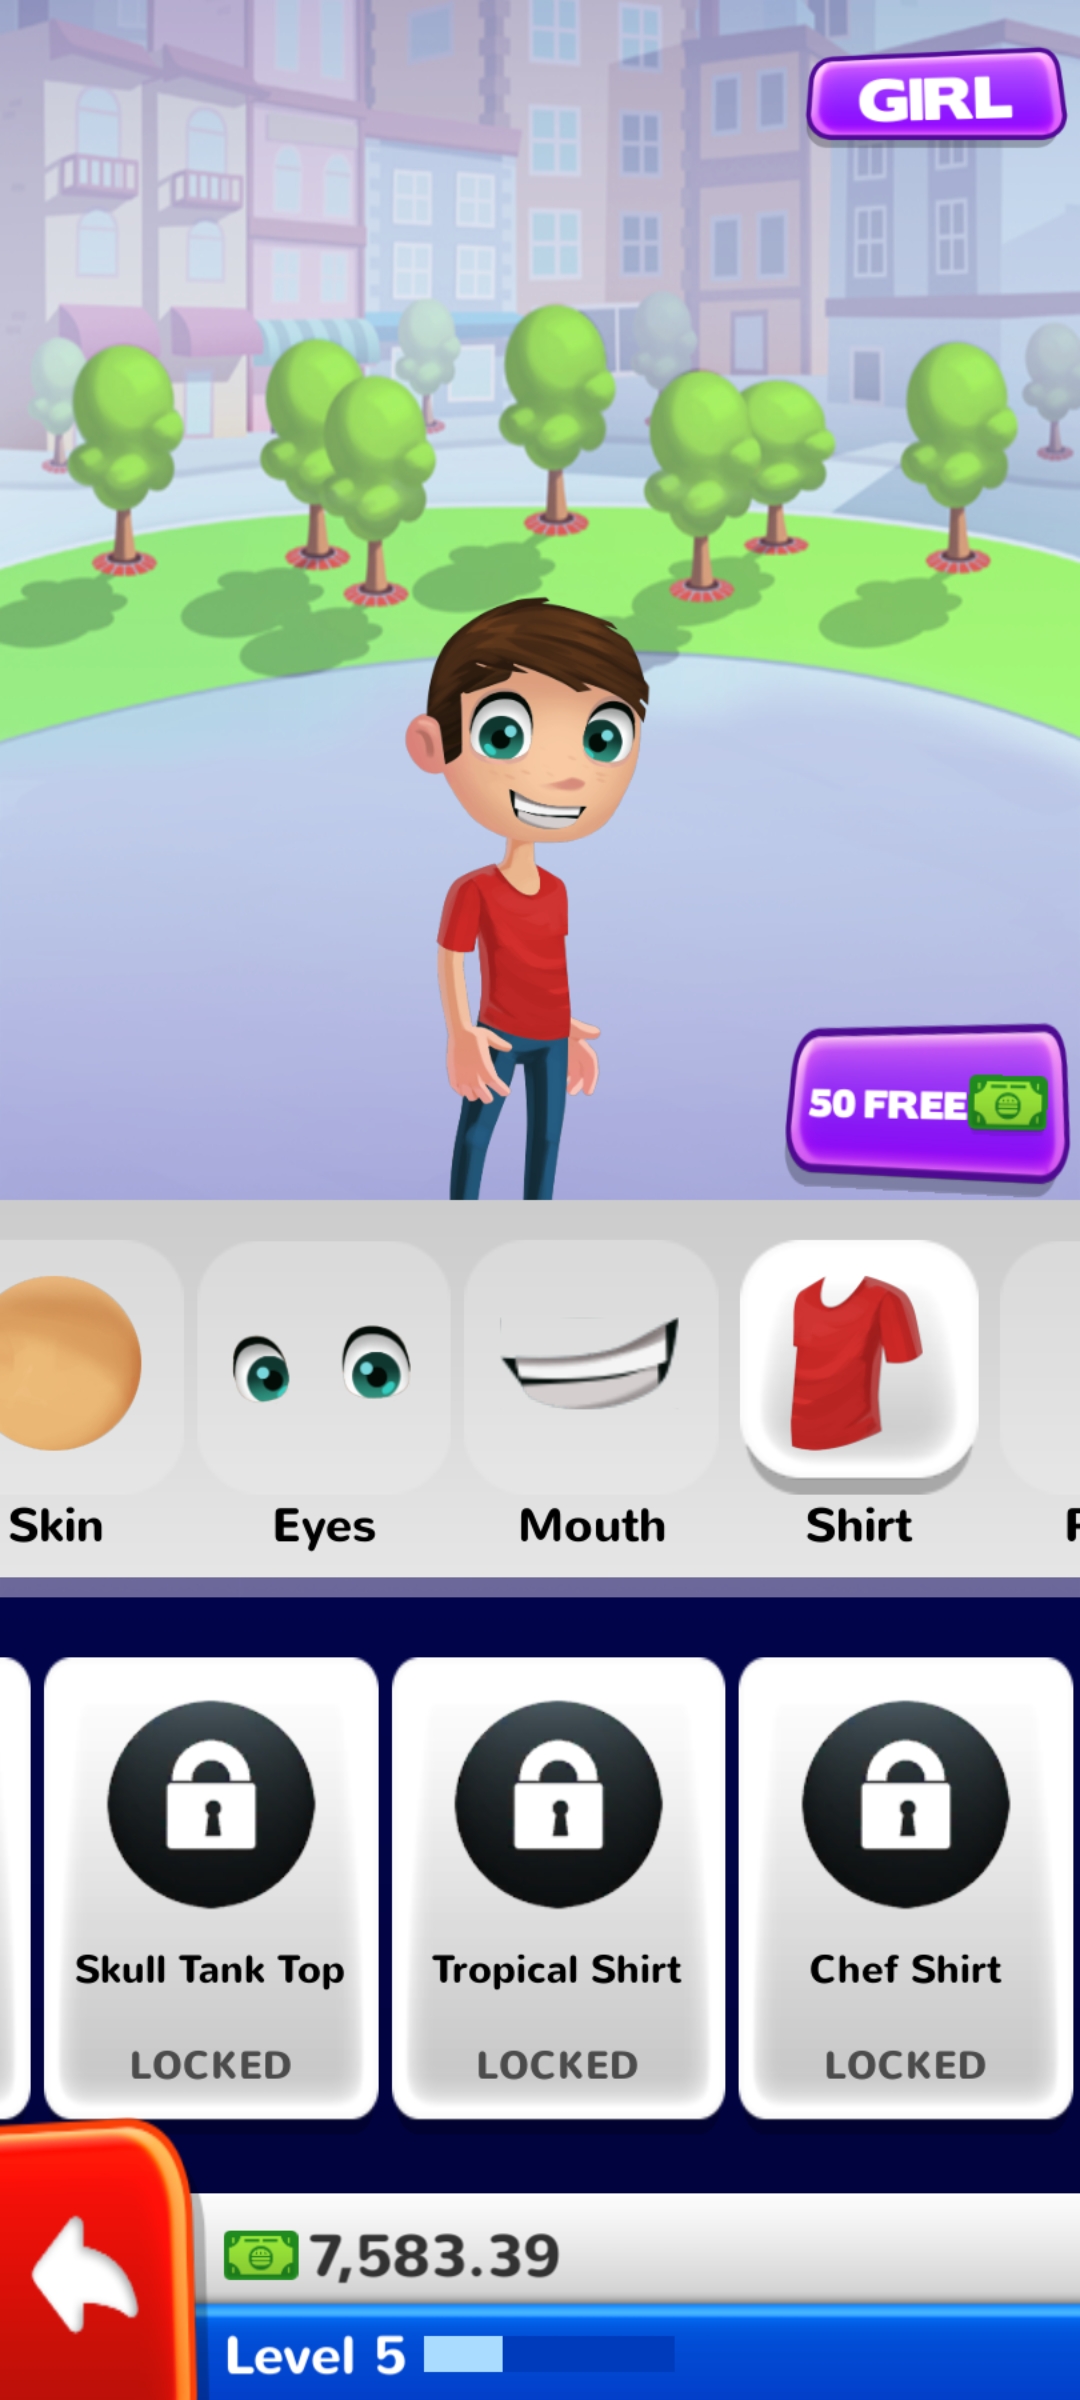 GIRL
50 FREE
Skin
Eyes
Mouth
Shirt
Skull Tank Top
Tropical Shirt
Chef Shirt
LOCKED
LOCKED
LOCKED
7,583.39
Level 5